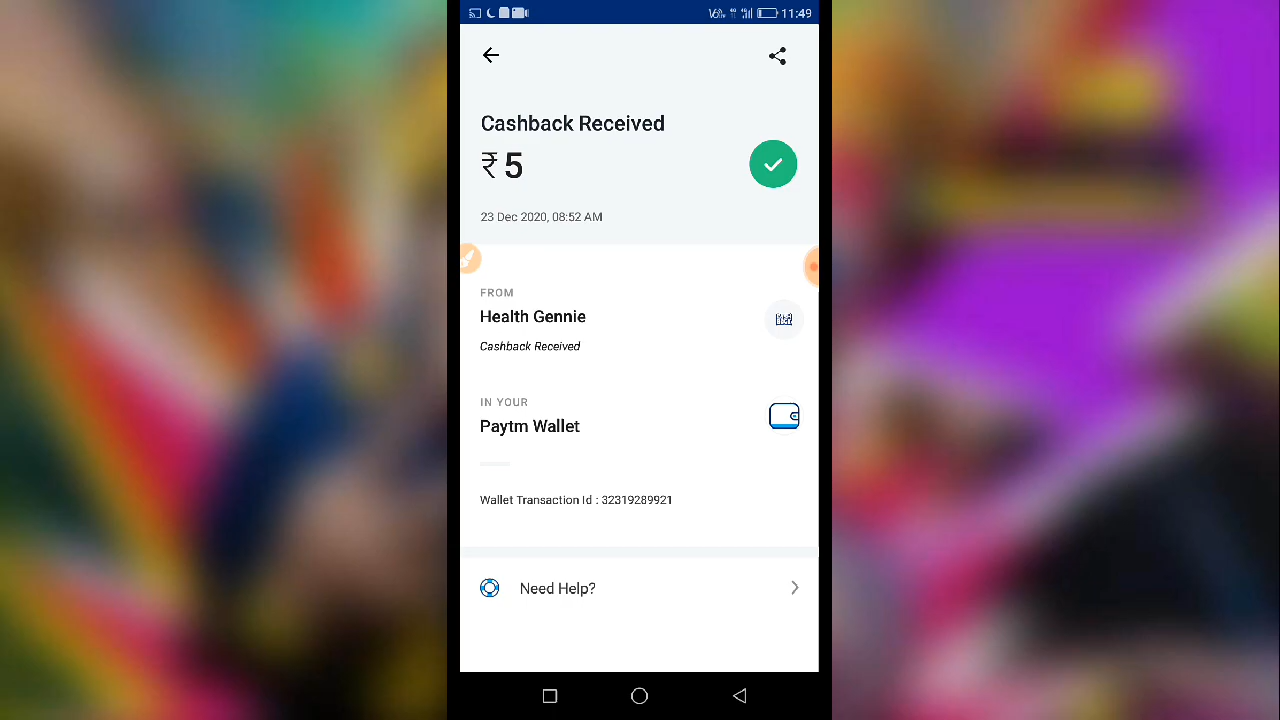 11:49
Cashback Received
₹ 5
23 Dec 2020, 08:52 AM
FROM
Health Gennie
Cashback Received
IN YOUR
Paytm Wallet
Wallet Transaction Id : 32319289921
Need Help?